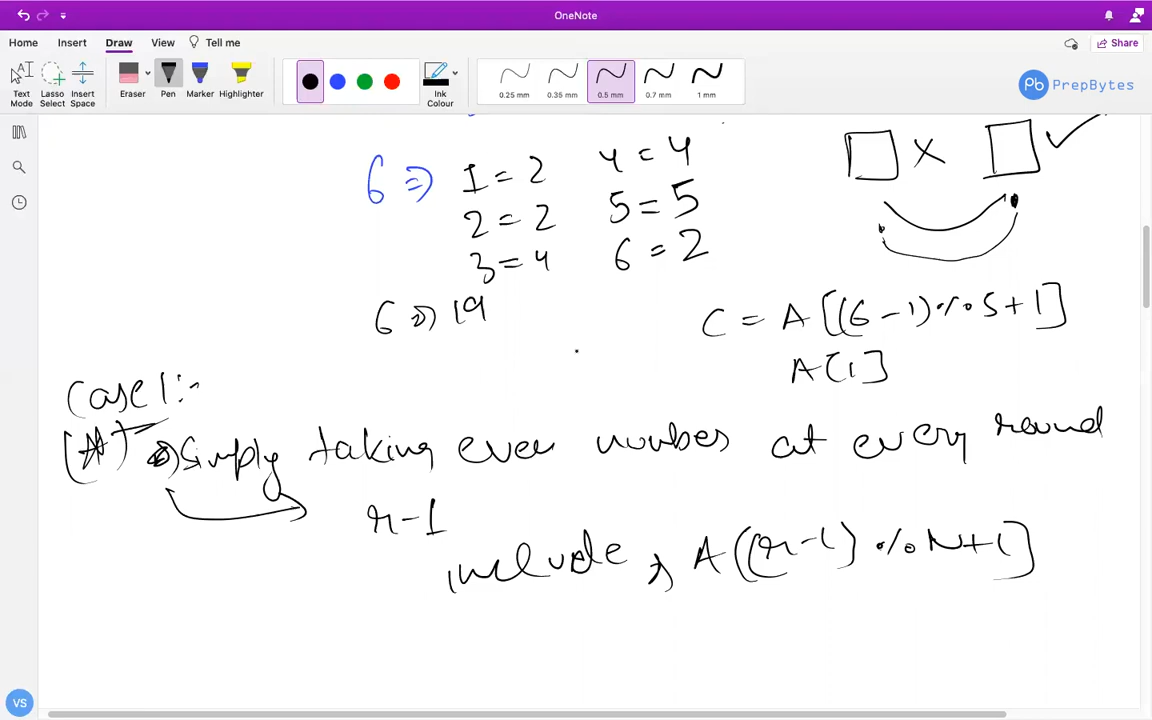 OneNote
Home Insert Draw View Tell me Share
Text Mode
Lasso Select
Insert Space
Eraser
Pen
Marker
Highlighter
Ink Colour
0.25 mm
0.35 mm
0.5 mm
0.7 mm
1 mm
Pb PrepBytes
6 => 1 = 2 4 = 4
2 = 2 5 = 5
3 = 4 6 = 2
6 => 19
C = A[(6-1)%5+1]
A[1]
Case 1:-
simply taking even number at every round
r-1
include, A[(r-1)%N+1]
VS